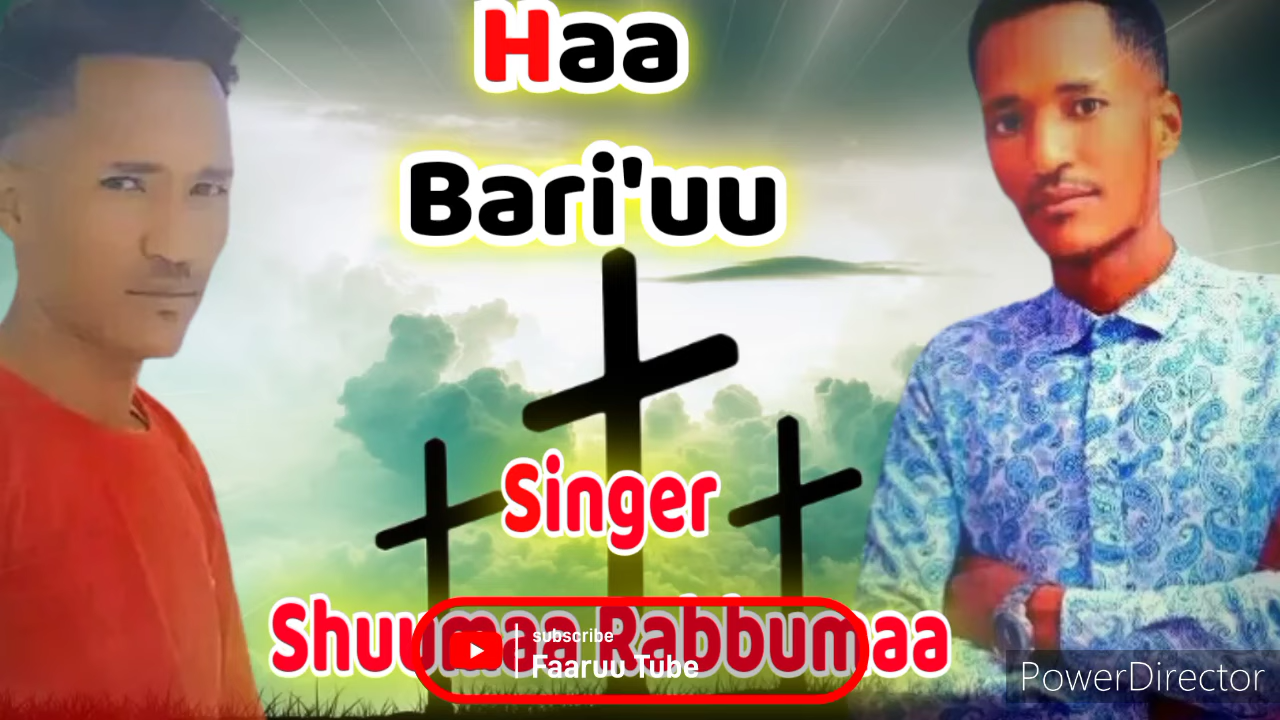 Haa
Bari'uu
Singer
Shuumaa Rabbumaa
subscribe
Faaruu Tube
PowerDirector